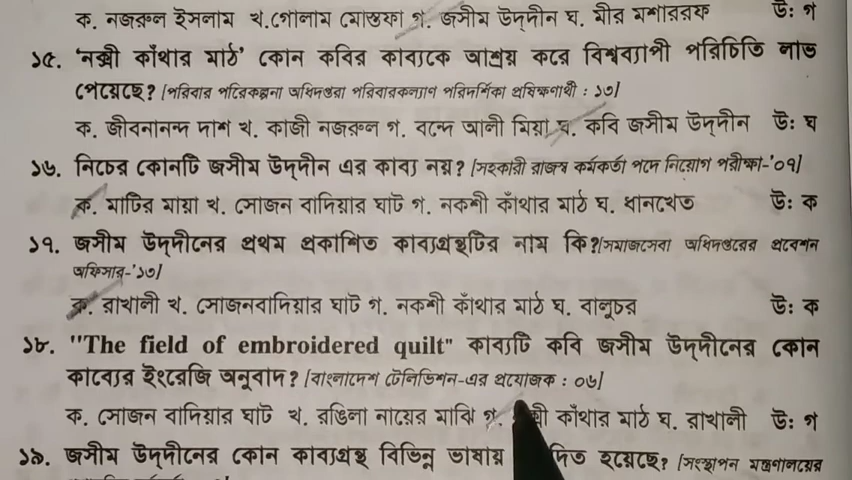 ক. নজরুল ইসলাম খ.গোলাম মোস্তফা গ. জসীম উদ্‌দীন ঘ. মীর মশাররফ উঃ গ
১৫. 'নক্সী কাঁথার মাঠ' কোন কবির কাব্যকে আশ্রয় করে বিশ্বব্যাপী পরিচিতি লাভ
পেয়েছে? [পরিবার পরিকল্পনা অধিদপ্তরা পরিবারকল্যাণ পরিদর্শিকা প্রশিক্ষণার্থী : ১৩]
ক. জীবনানন্দ দাশ খ. কাজী নজরুল গ. বন্দে আলী মিয়া ঘ. কবি জসীম উদ্‌দীন উঃ ঘ
১৬. নিচের কোনটি জসীম উদ্‌দীন এর কাব্য নয়? [সহকারী রাজস্ব কর্মকর্তা পদে নিয়োগ পরীক্ষা-'০৭]
ক. মাটির মায়া খ. সোজন বাদিয়ার ঘাট গ. নকশী কাঁথার মাঠ ঘ. ধানখেত উঃ ক
১৭. জসীম উদ্‌দীনের প্রথম প্রকাশিত কাব্যগ্রন্থটির নাম কি?[সমাজসেবা অধিদপ্তরের প্রবেশন
অফিসার-'১৩]
ক. রাখালী খ. সোজনবাদিয়ার ঘাট গ. নকশী কাঁথার মাঠ ঘ. বালুচর উঃ ক
১৮. "The field of embroidered quilt" কাব্যটি কবি জসীম উদ্‌দীনের কোন
কাব্যের ইংরেজি অনুবাদ? [বাংলাদেশ টেলিভিশন-এর প্রযোজক : ০৬]
ক. সোজন বাদিয়ার ঘাট খ. রঙিলা নায়ের মাঝি গ. কাঁথার মাঠ ঘ. রাখালী উঃ গ
১৯. জসীম উদ্‌দীনের কোন কাব্যগ্রন্থ বিভিন্ন ভাষায় হয়েছে? [সংস্থাপন মন্ত্রণালয়ের